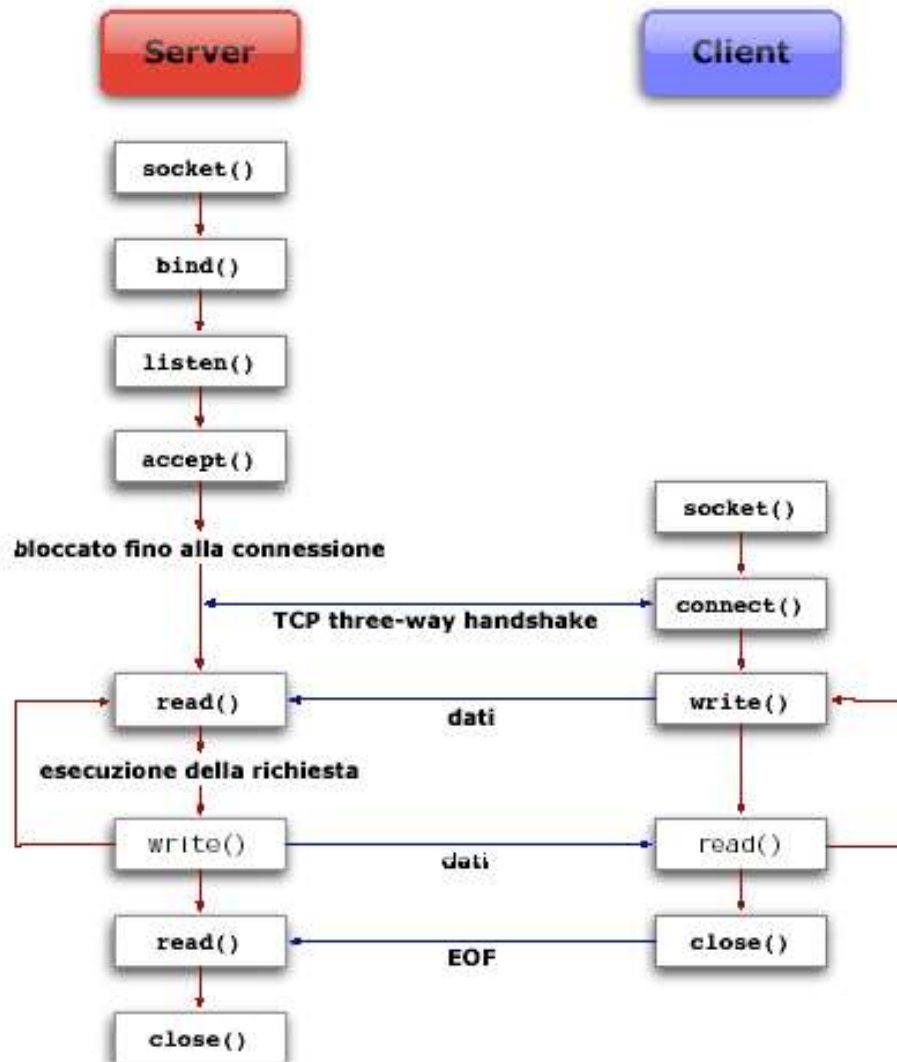 Server
Client
socket()
bind()
listen()
accept()
socket()
bloccato fino alla connessione
connect()
TCP three-way handshake
read()
write()
dati
esecuzione della richiesta
write()
read()
dati
read()
close()
EOF
close()